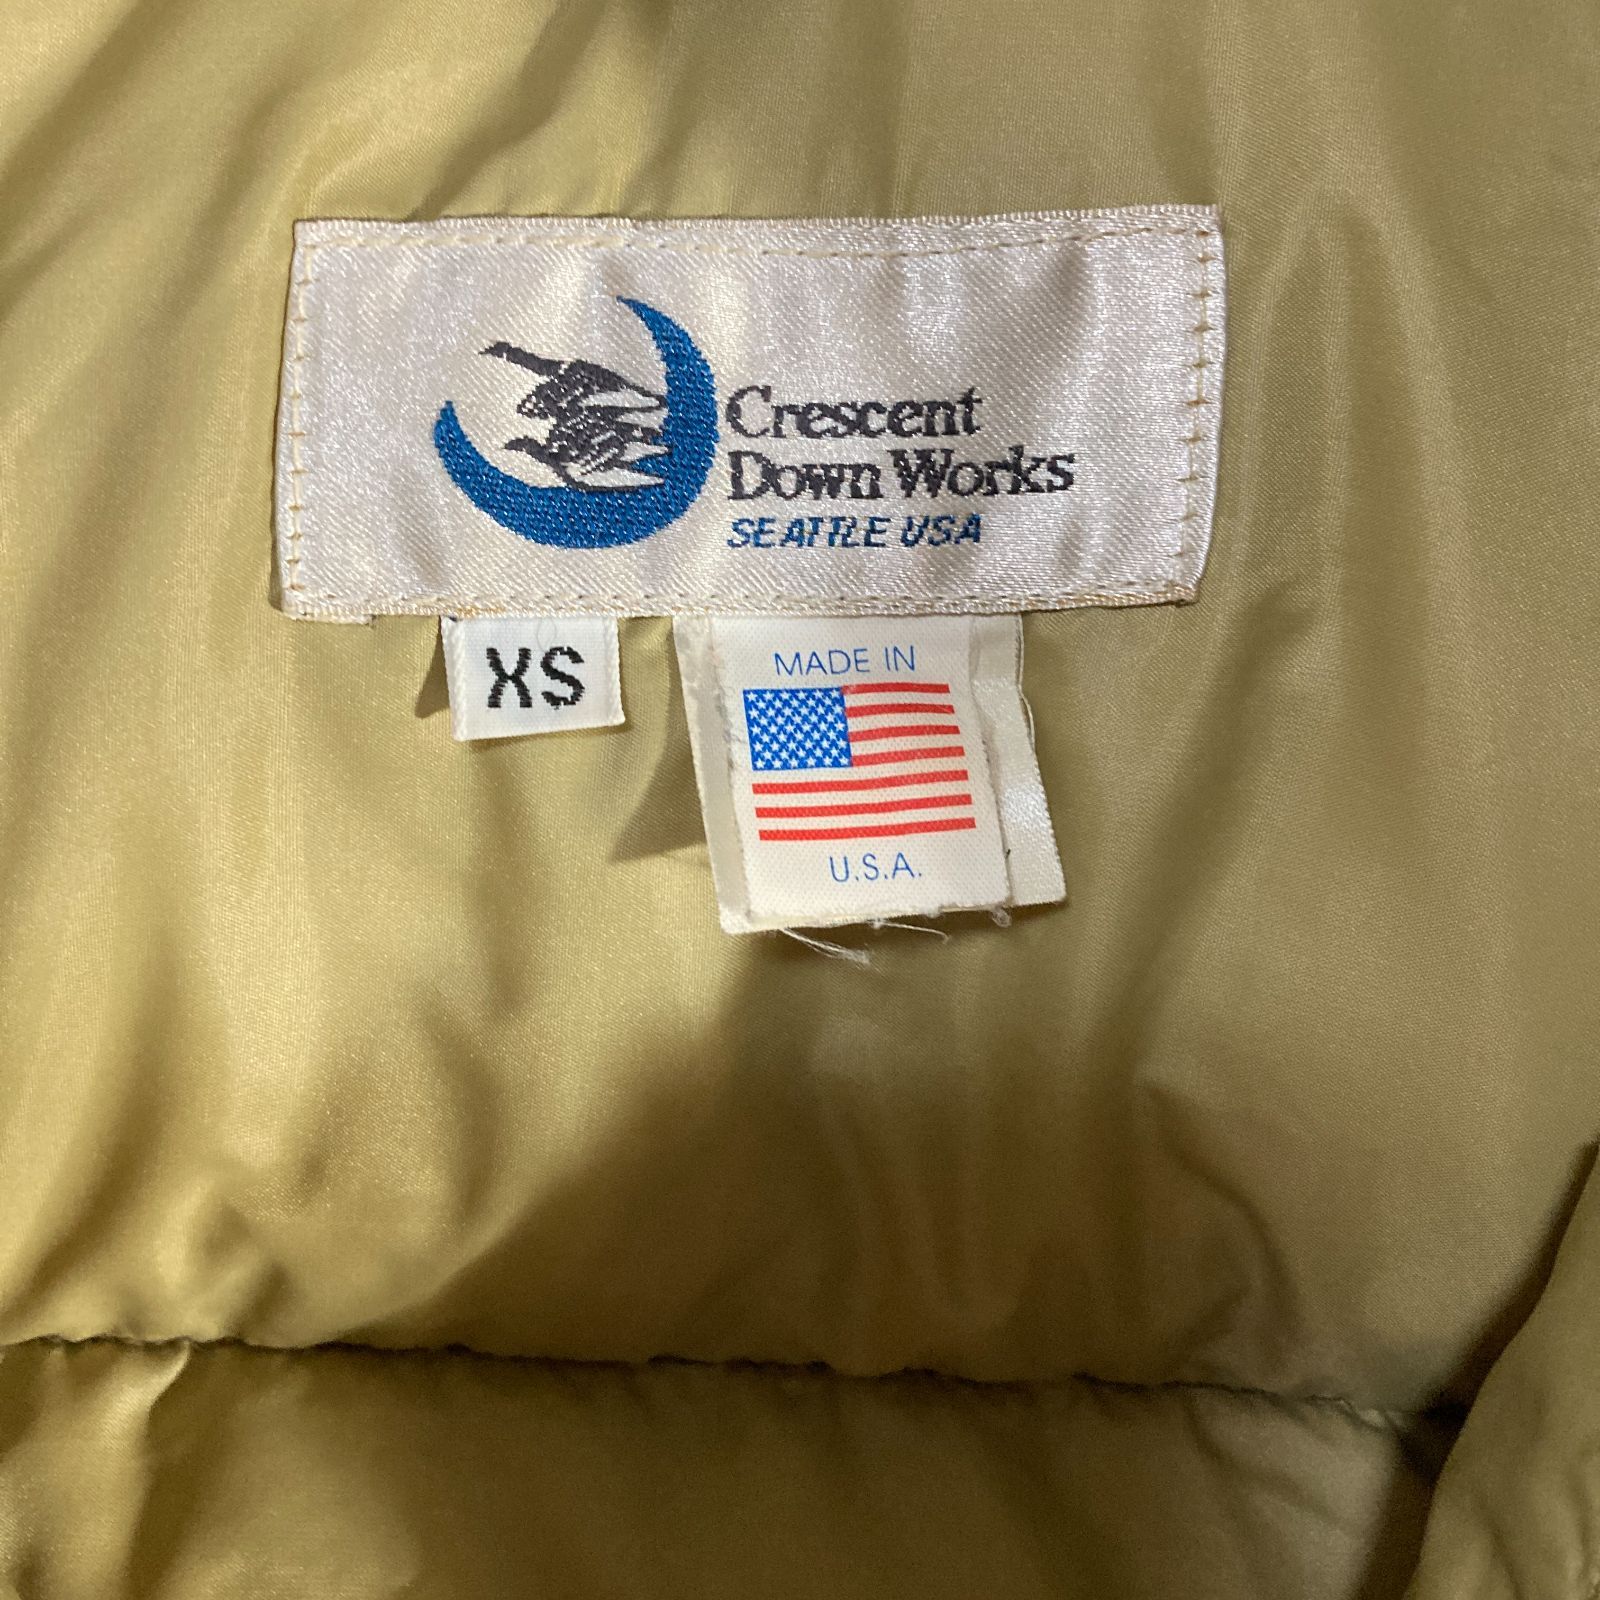 Crescent
Down Works
SEATTLE USA
XS
MADE IN
U.S.A.